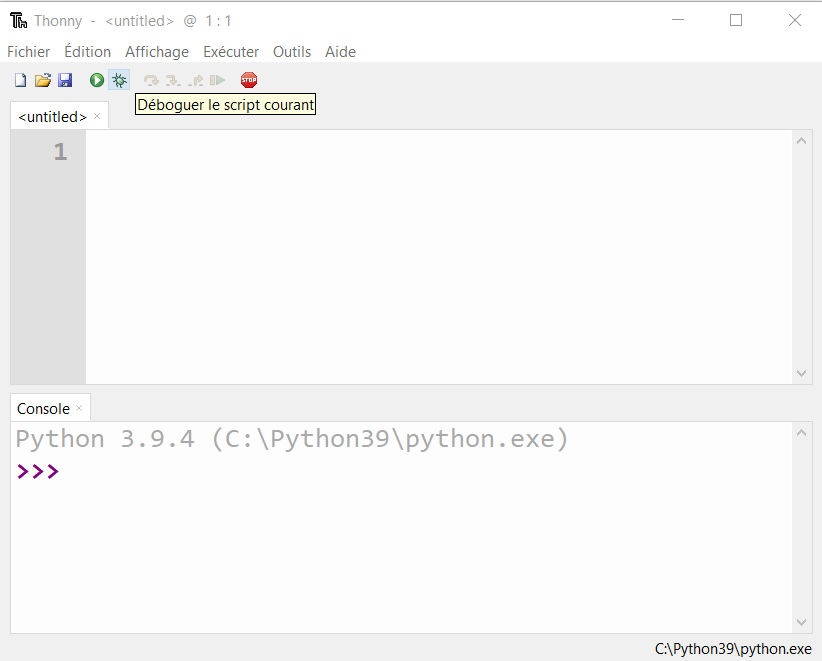 Th Thonny - <untitled> @ 1 : 1
Fichier Édition Affichage Exécuter Outils Aide
STOP
Déboguer le script courant
<untitled> ×
1
Console ×
Python 3.9.4 (C:\Python39\python.exe)
>>>
C:\Python39\python.exe